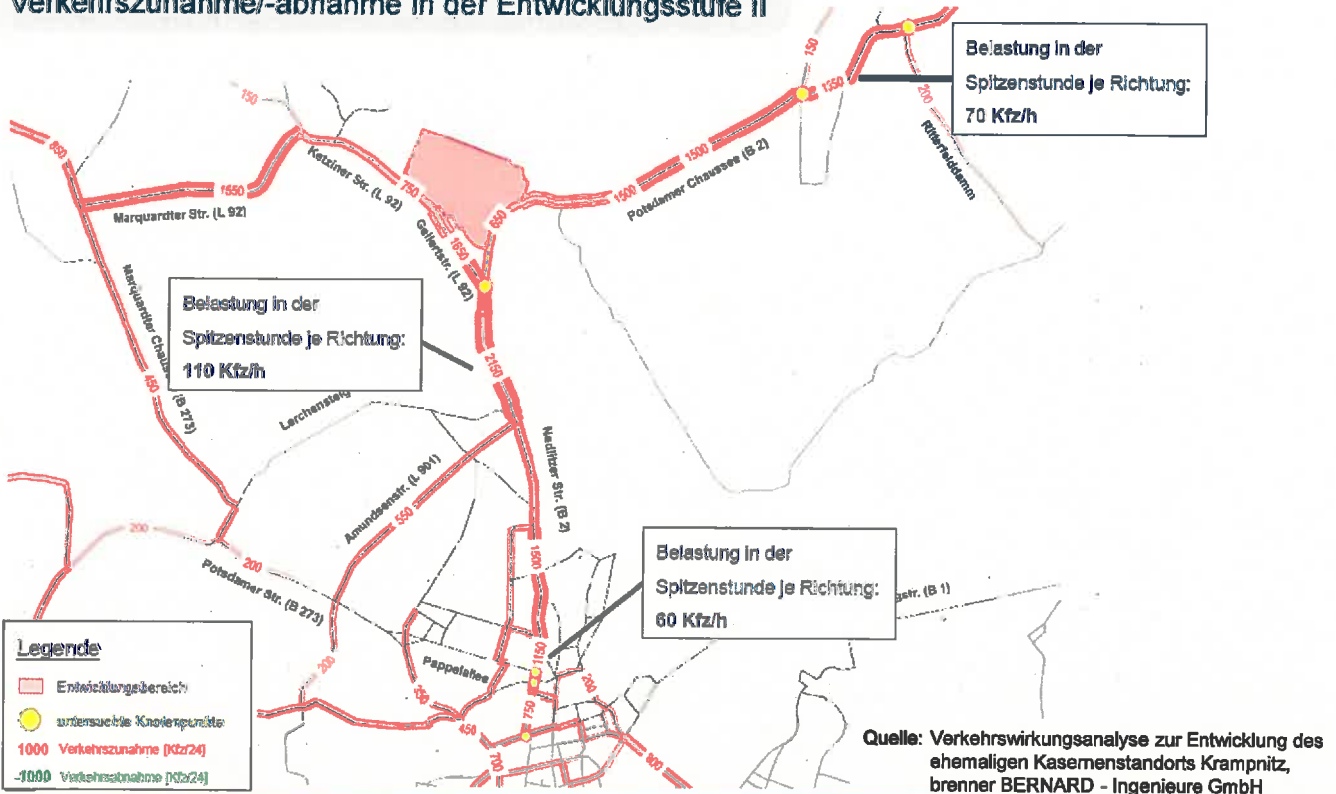 Verkehrszunahme/-abnahme in der Entwicklungsstufe II
Belastung in der
Spitzenstunde je Richtung:
70 Kfz/h
150
1350
200
Ritterfelddamm
1500
1500
Potsdamer Chaussee (B 2)
150
850
Ketziner Str. (L 92)
750
1550
Marquardter Str. (L 92)
650
1650
Gellertstr. (L 92)
Belastung in der
Spitzenstunde je Richtung:
110 Kfz/h
Marquardter Chaus
(B 273)
450
2150
Lerchensteig
Nedlitzer Str. (B 2)
Amundsenstr. (L 901)
550
200
200
Potsdamer Str. (B 273)
1500
Belastung in der
Spitzenstunde je Richtung:
60 Kfz/h
str. (B 1)
Pappelallee
1150
200
200
350
450
750
700
800
Legende
Entwicklungsbereich
untersuchte Knotenpunkte
1000 Verkehrszunahme [Kfz/24]
-1000 Verkehrsabnahme [Kfz/24]
Quelle: Verkehrswirkungsanalyse zur Entwicklung des
ehemaligen Kasernenstandorts Krampnitz,
brenner BERNARD - Ingenieure GmbH